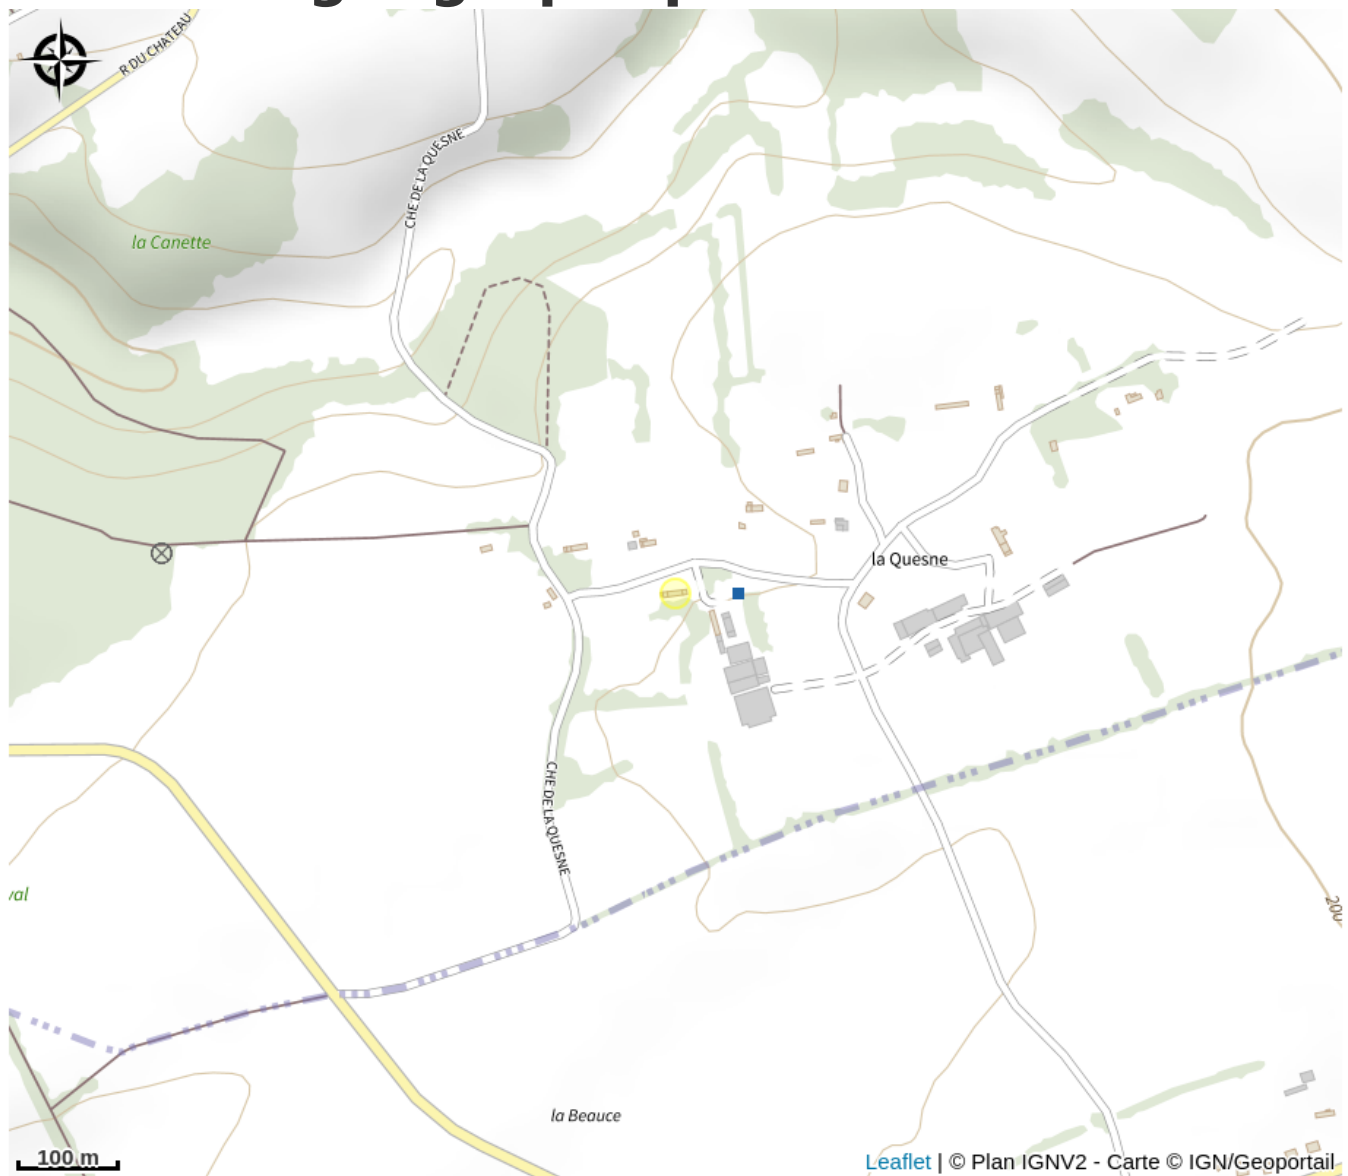 R DU CHATEAU
CHE DE LA QUESNE
la Canette
la Quesne
CHE DE LA QUESNE
val
200
la Beauce
100 m
Leaflet | © Plan IGNV2 - Carte © IGN/Geoportail